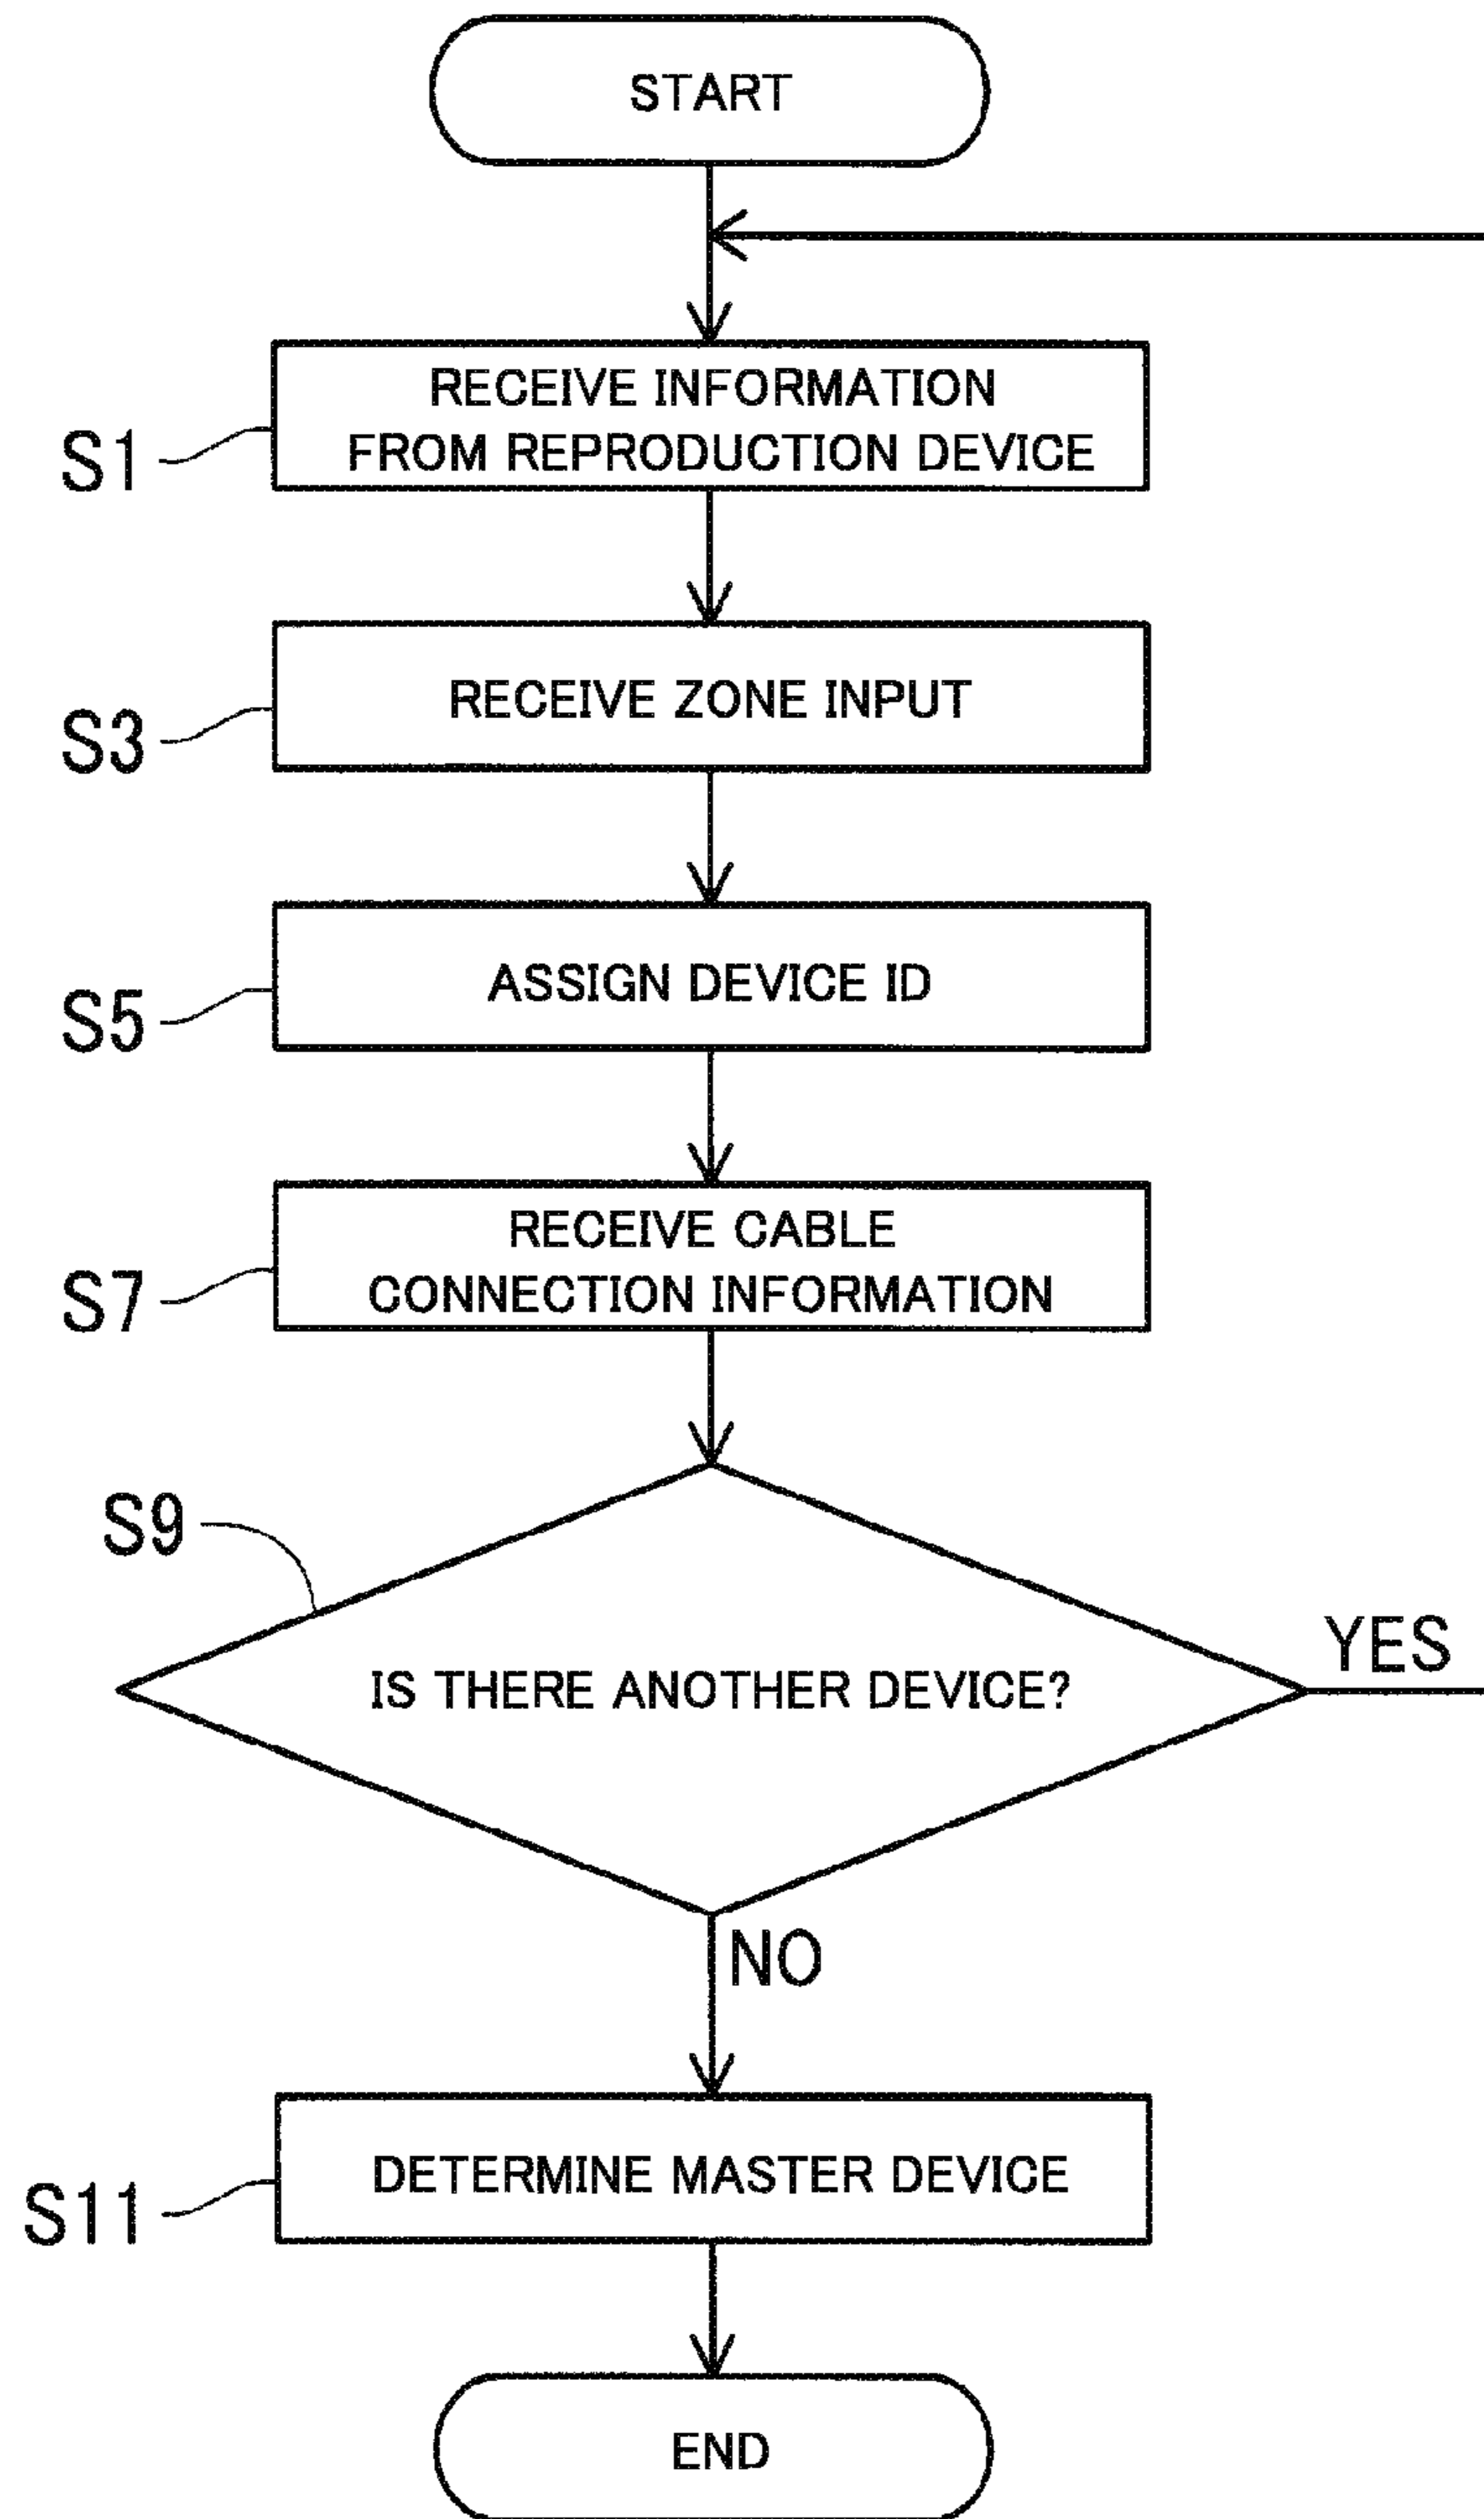 START
RECEIVE INFORMATION
FROM REPRODUCTION DEVICE
S1
RECEIVE ZONE INPUT
S3
ASSIGN DEVICE ID
S5
RECEIVE CABLE
CONNECTION INFORMATION
S7
S9
IS THERE ANOTHER DEVICE?
YES
NO
DETERMINE MASTER DEVICE
S11
END